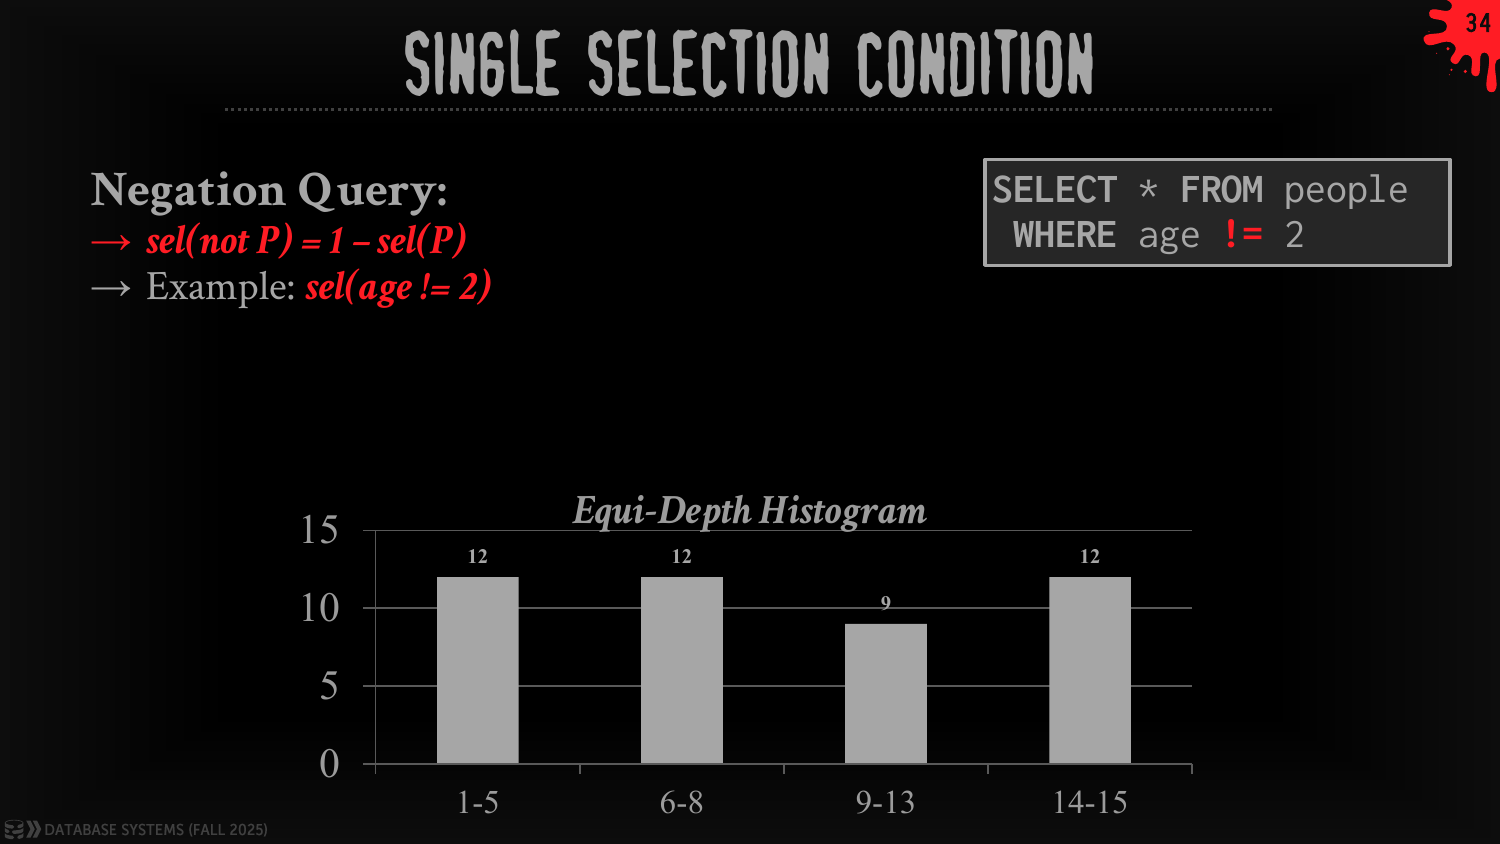 34
SINGLE SELECTION CONDITION
Negation Query:
→ sel(not P) = 1 – sel(P)
→ Example: sel(age != 2)
SELECT * FROM people
WHERE age != 2
Equi-Depth Histogram
15
10
5
0
12
12
9
12
1-5
6-8
9-13
14-15
DATABASE SYSTEMS (FALL 2025)